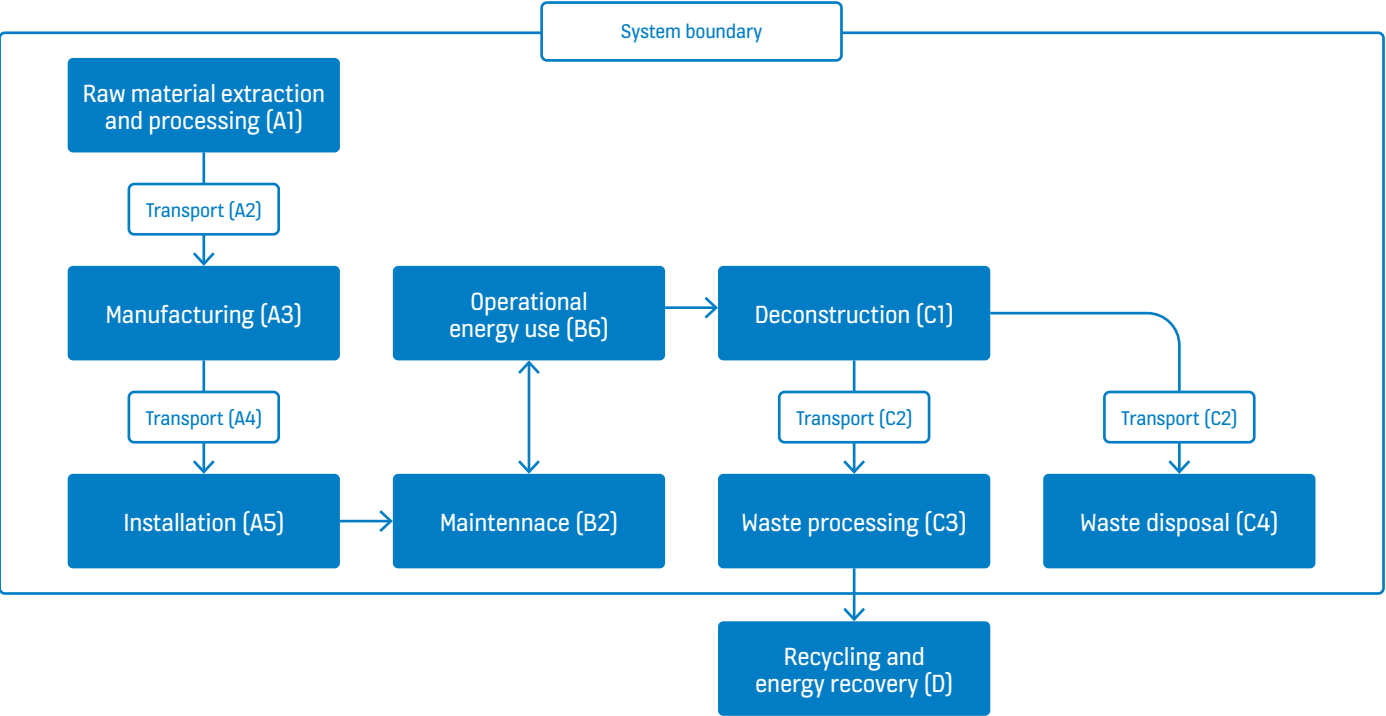 System boundary
Raw material extraction
and processing (A1)
Transport (A2)
Manufacturing (A3)
Operational
energy use (B6)
Deconstruction (C1)
Transport (A4)
Transport (C2)
Transport (C2)
Installation (A5)
Maintennace (B2)
Waste processing (C3)
Waste disposal (C4)
Recycling and
energy recovery (D)